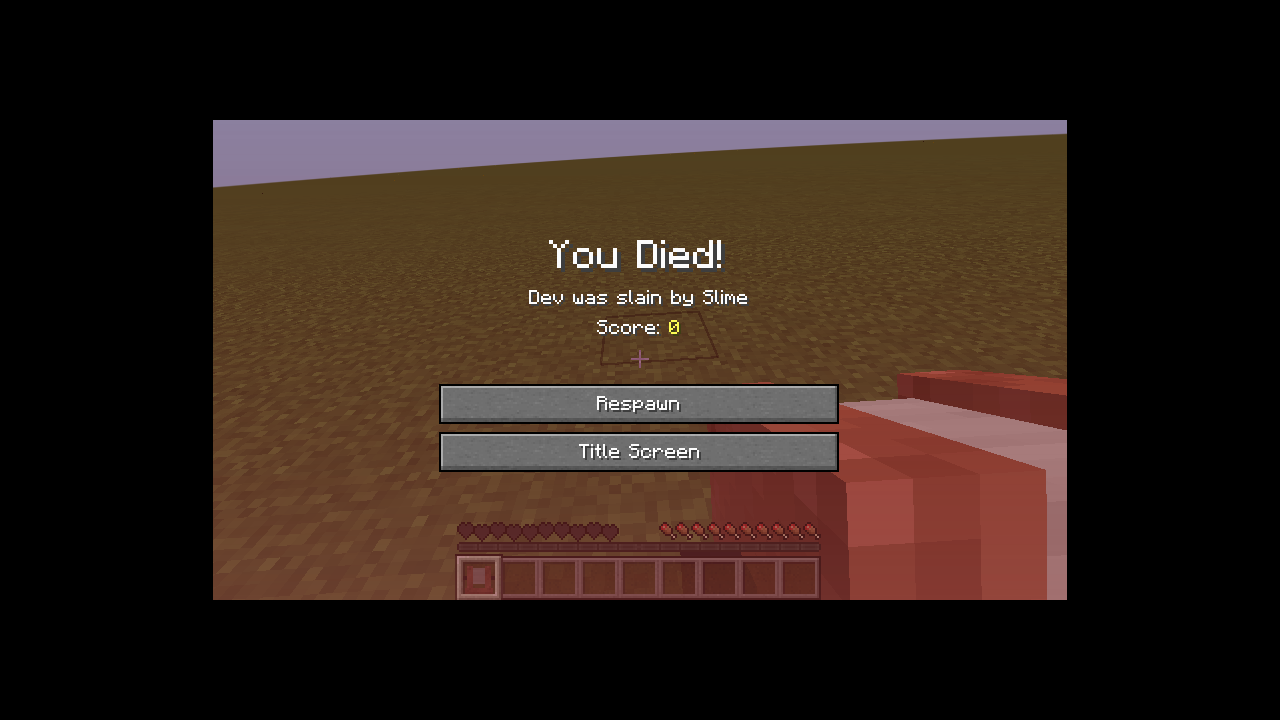 You Died!
Dev was slain by Slime
Score: 0
Respawn
Title Screen